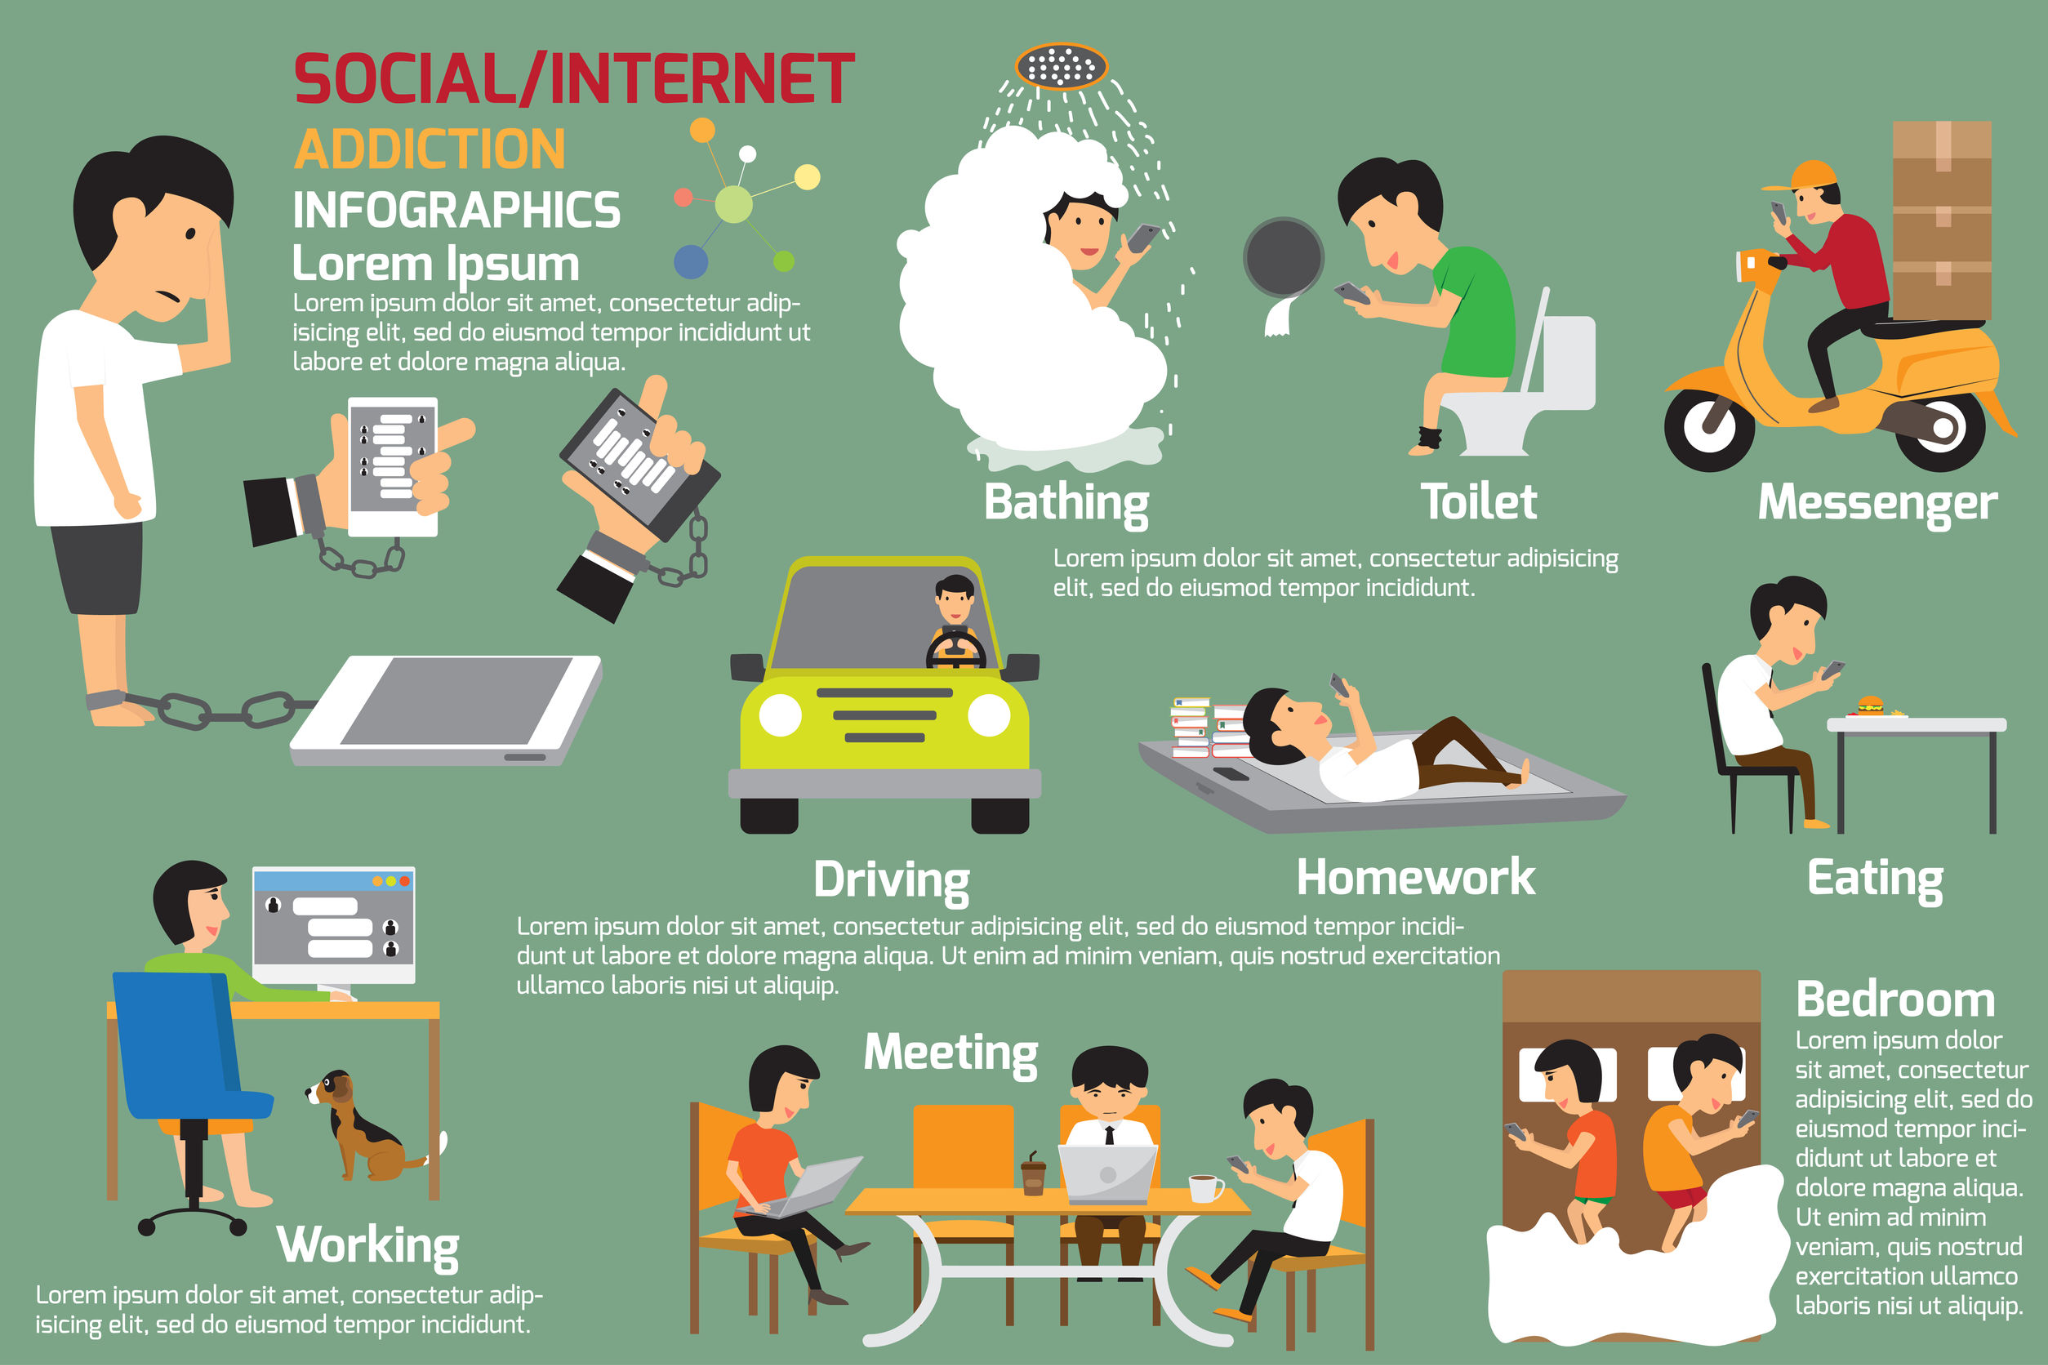 SOCIAL/INTERNET
ADDICTION
INFOGRAPHICS
Lorem Ipsum
Lorem ipsum dolor sit amet, consectetur adip-
isicing elit, sed do eiusmod tempor incididunt ut
labore et dolore magna aliqua.
Bathing
Toilet
Messenger
Lorem ipsum dolor sit amet, consectetur adipisicing
elit, sed do eiusmod tempor incididunt.
Driving
Homework
Eating
Lorem ipsum dolor sit amet, consectetur adipisicing elit, sed do eiusmod tempor incidi-
dunt ut labore et dolore magna aliqua. Ut enim ad minim veniam, quis nostrud exercitation
ullamco laboris nisi ut aliquip.
Working
Lorem ipsum dolor sit amet, consectetur adip-
isicing elit, sed do eiusmod tempor incididunt.
Meeting
Bedroom
Lorem ipsum dolor
sit amet, consectetur
adipisicing elit, sed do
eiusmod tempor inci-
didunt ut labore et
dolore magna aliqua.
Ut enim ad minim
veniam, quis nostrud
exercitation ullamco
laboris nisi ut aliquip.